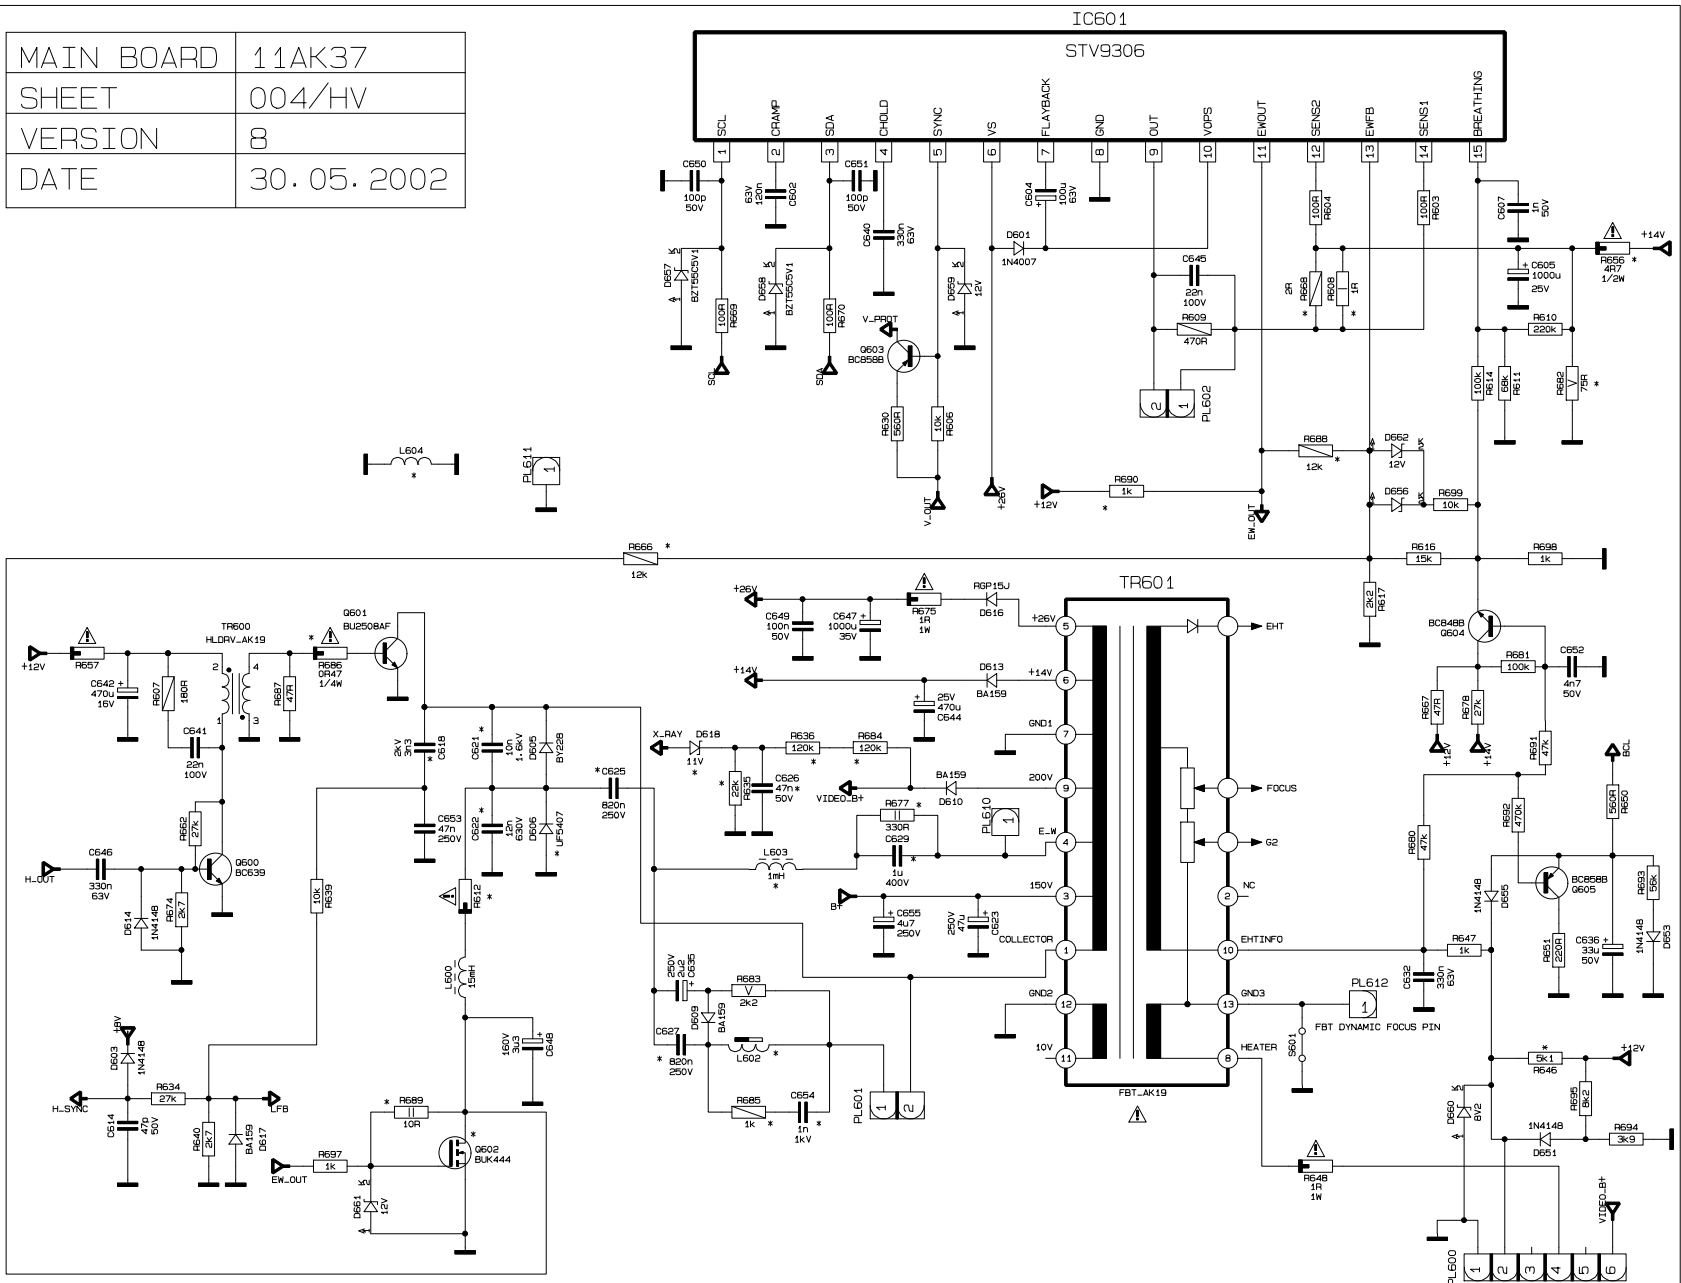 MAIN BOARD 11AK37
SHEET 004/HV
VERSION 8
DATE 30.05.2002
IC601
STV9306
SCL
CRAMP
SDA
CHOLD
SYNC
VS
FLAYBACK
GND
OUT
VOPS
EWOUT
SENS2
EWFB
SENS1
BREATHING
1 2 3 4 5 6 7 8 9 10 11 12 13 14 15
C650
100p
50V
63V
120n
C602
C651
100p
50V
C640
330n
63V
C604
100u
63V
R604
100R
R603
100R
C607
1n
50V
+14V
R656 *
4R7
1/2W
D657
BZT55C5V1
D658
BZT55C5V1
D659
12V
D601
1N4007
C645
22n
100V
R609
470R
2R
R668
*
R608
1R
*
C605
1000u
25V
R610
220k
100R
R669
100R
R670
SCL
SDA
V_PROT
Q603
BC858B
R630
560R
10k
R606
V_OUT
+26V
2 1
PL602
100k
R614
68k
R611
R682
75R
*
R688
12k
*
D662
12V
D656
R699
10k
+12V
R690
1k
*
EW_OUT
L604
*
PL611
1
R666 *
12k
R616
15k
R698
1k
2k2
R617
BC848B
Q604
R681
100k
C652
4n7
50V
R667
47R
R678
27k
+12V
+14V
R691
47k
BCL
TR600
HLDRV_AK19
Q601
BU2508AF
+12V
R657
C642
470u
16V
R607
180R
2 4
1 3
R687
47R
*
R686
0R47
1/4W
C641
22n
100V
R662
27k
C646
330n
63V
H_OUT
Q600
BC639
D614
1N4148
R674
2k7
2kV
3n3
*
C618
C621
*
10n
1.6kV
D605
BY228
C653
47n
250V
C622
12n
630V
D606
* UF5407
10k
R639
R612
*
L600
15mH
160V
3u3
C648
+26V
C649
100n
50V
C647
1000u
35V
R675
1R
1W
RGP15J
D616
+14V
25V
470u
C644
D613
BA159
X_RAY
D618
11V
*
R636
120k
*
R684
120k
*
*
22k
R635
C626
47n*
50V
VIDEO_B+
BA159
D610
*C625
820n
250V
R677
330R
*
C629
1u
400V
*
PL610
1
L603
1mH
*
B+
C655
4u7
250V
250V
47u
C623
TR601
+26V
5
+14V
6
GND1
7
200V
9
E_W
4
150V
3
COLLECTOR
1
GND2
12
10V
11
EHT
FOCUS
G2
NC
2
EHTINFO
10
GND3
13
HEATER
8
FBT_AK19
250V
2u2
C635
R683
2k2
D609
BA159
C627
*
820n
250V
L602
*
R685
1k
*
C654
1n
1kV
*
PL601
1 2
R680
47k
R692
470k
560R
R650
BC858B
Q605
R693
56k
1N4148
D655
R647
1k
R651
220R
C636
33u
50V
1N4148
D653
C632
330n
63V
PL612
1
FBT DYNAMIC FOCUS PIN
S601
*
5k1
R646
+12V
R695
8k2
D660
8V2
1N4148
D651
R694
3k9
R648
1R
1W
VIDEO_B+
PL600
1 2 3 4 5 6
+8V
D603
1N4148
H_SYNC
R634
27k
LFB
C614
47p
50V
R640
2k7
BA159
D617
*
R689
10R
EW_OUT
R697
1k
D661
12V
*
Q602
BUK444